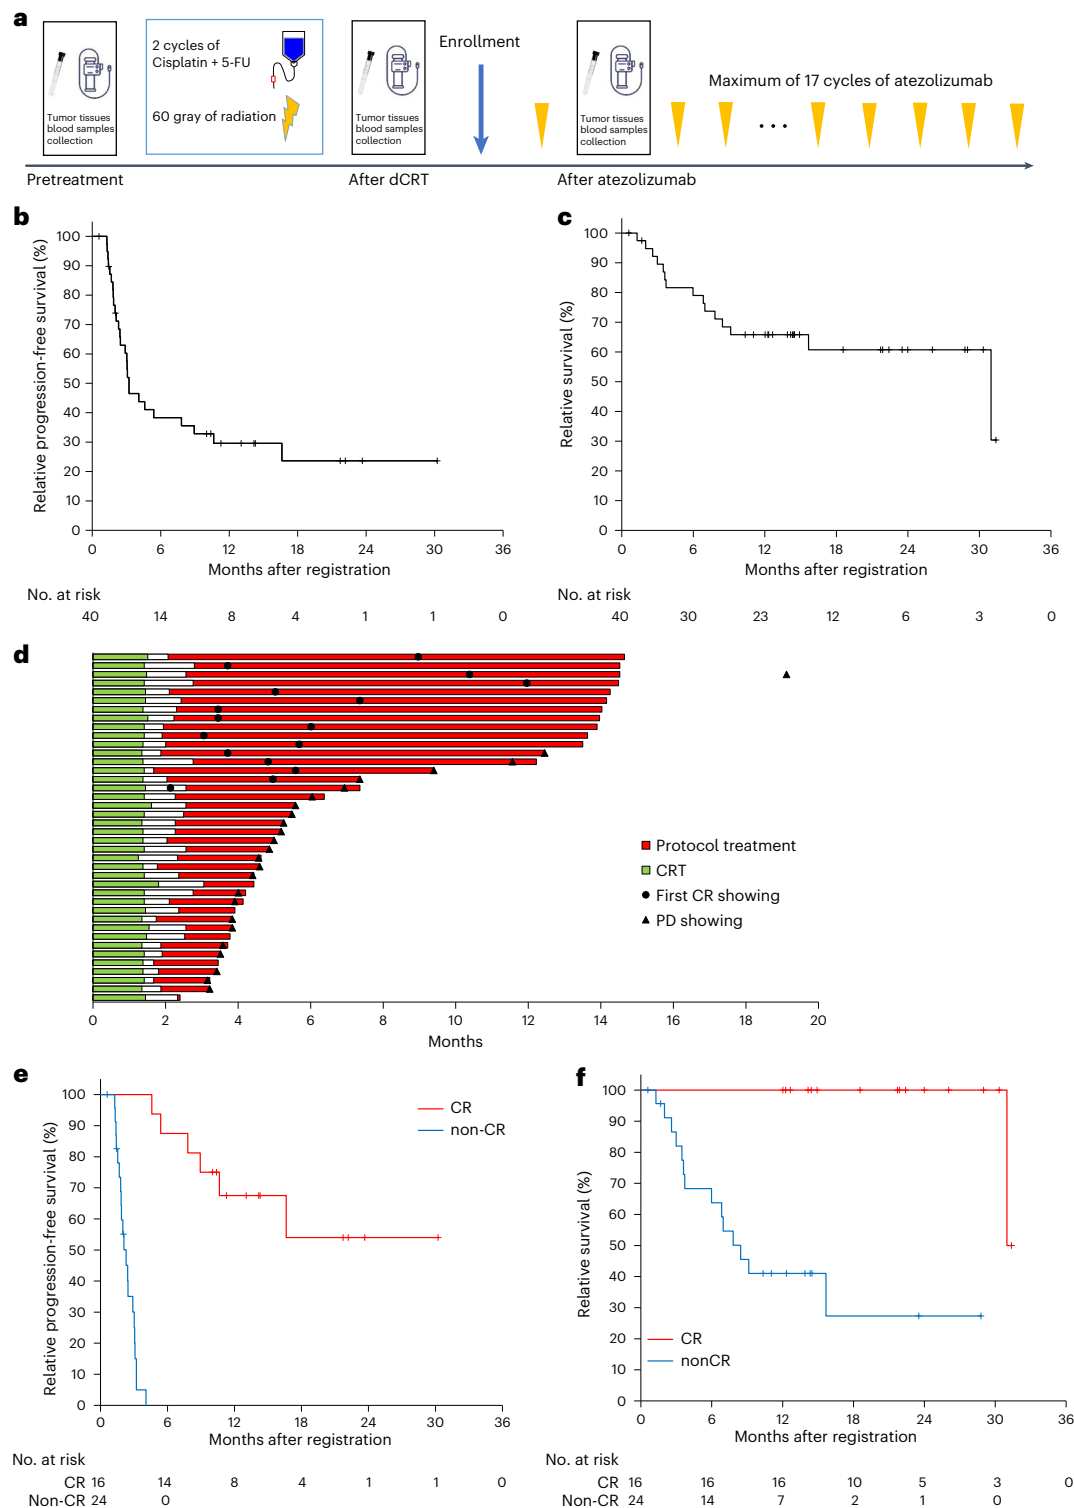 a
2 cycles of
Cisplatin + 5-FU
60 gray of radiation
Tumor tissues
blood samples
collection
Tumor tissues
blood samples
collection
Enrollment
Tumor tissues
blood samples
collection
Maximum of 17 cycles of atezolizumab
Pretreatment
After dCRT
After atezolizumab
b
Relative progression-free survival (%)
100
90
80
70
60
50
40
30
20
10
0
0 6 12 18 24 30 36
Months after registration
No. at risk
40 14 8 4 1 1 0
c
Relative survival (%)
100
90
80
70
60
50
40
30
20
10
0
0 6 12 18 24 30 36
Months after registration
No. at risk
40 30 23 12 6 3 0
d
Protocol treatment
CRT
First CR showing
PD showing
0 2 4 6 8 10 12 14 16 18 20
Months
e
Relative progression-free survival (%)
100
90
80
70
60
50
40
30
20
10
0
CR
non-CR
0 6 12 18 24 30 36
Months after registration
No. at risk
CR 16 14 8 4 1 1 0
Non-CR 24 0
f
Relative survival (%)
100
90
80
70
60
50
40
30
20
10
0
CR
nonCR
0 6 12 18 24 30 36
Months after registration
No. at risk
CR 16 16 16 10 5 3 0
Non-CR 24 14 7 2 1 0